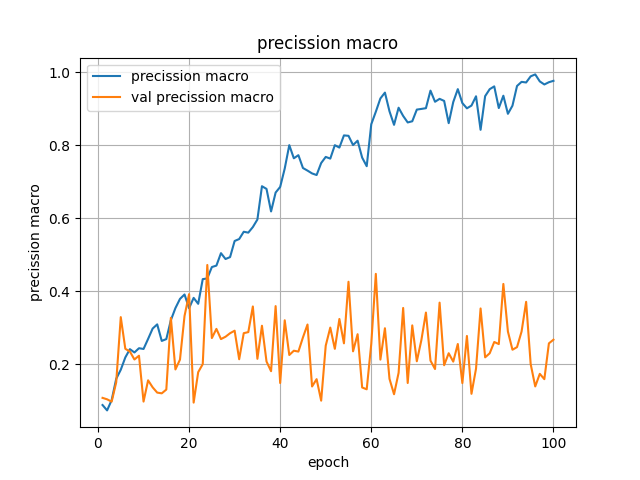 precission macro
precission macro
val precission macro
precission macro
1.0
0.8
0.6
0.4
0.2
0 20 40 60 80 100
epoch